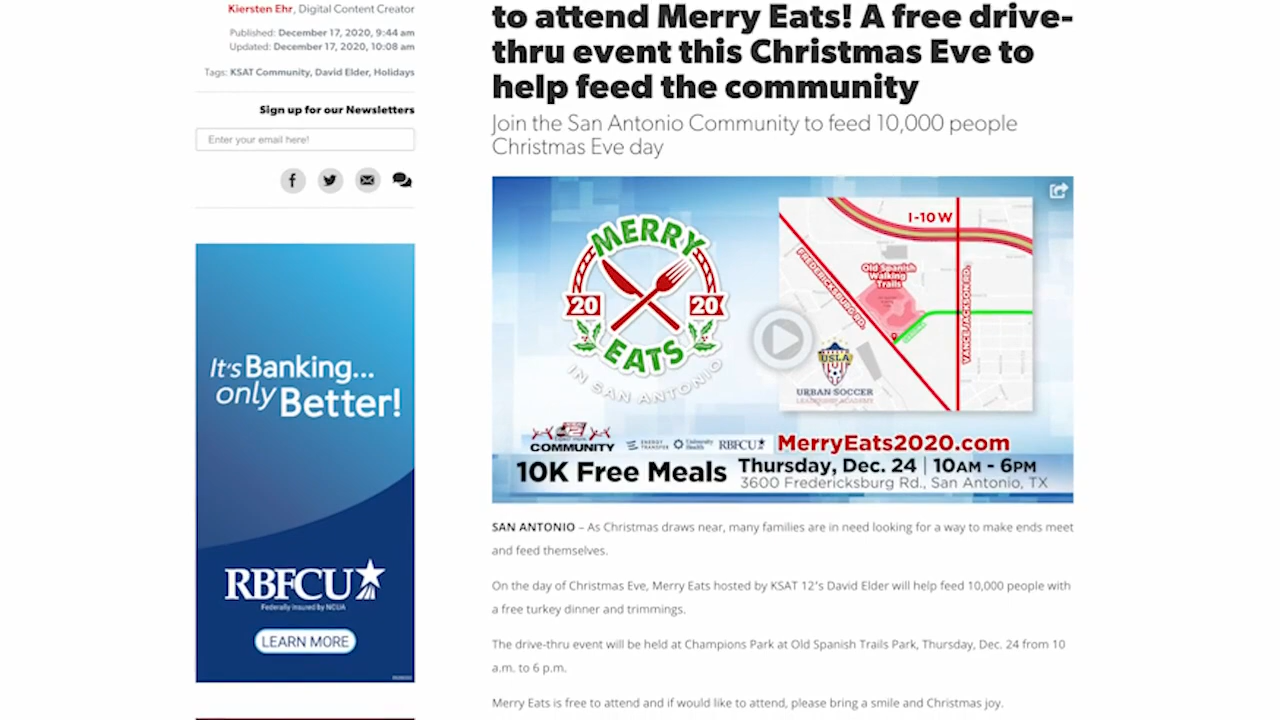 Kiersten Ehr, Digital Content Creator
Published: December 17, 2020, 9:44 am
Updated: December 17, 2020, 10:08 am
Tags: KSAT Community, David Elder, Holidays
Sign up for our Newsletters
Enter your email here!
It's Banking...
only Better!
RBFCU
Federally insured by NCUA
LEARN MORE
to attend Merry Eats! A free drive-
thru event this Christmas Eve to
help feed the community
Join the San Antonio Community to feed 10,000 people
Christmas Eve day
MERRY
20 20
EATS
IN SAN ANTONIO
I-10 W
FREDERICKSBURG RD.
Old Spanish
Walking
Trails
VANCE JACKSON RD.
USLA
URBAN SOCCER
LEADERSHIP ACADEMY
12
COMMUNITY
ENERGY
TRANSFER
University
Health
RBFCU
MerryEats2020.com
10K Free Meals
Thursday, Dec. 24 | 10AM - 6PM
3600 Fredericksburg Rd., San Antonio, TX
SAN ANTONIO – As Christmas draws near, many families are in need looking for a way to make ends meet
and feed themselves.
On the day of Christmas Eve, Merry Eats hosted by KSAT 12's David Elder will help feed 10,000 people with
a free turkey dinner and trimmings.
The drive-thru event will be held at Champions Park at Old Spanish Trails Park, Thursday, Dec. 24 from 10
a.m. to 6 p.m.
Merry Eats is free to attend and if would like to attend, please bring a smile and Christmas joy.